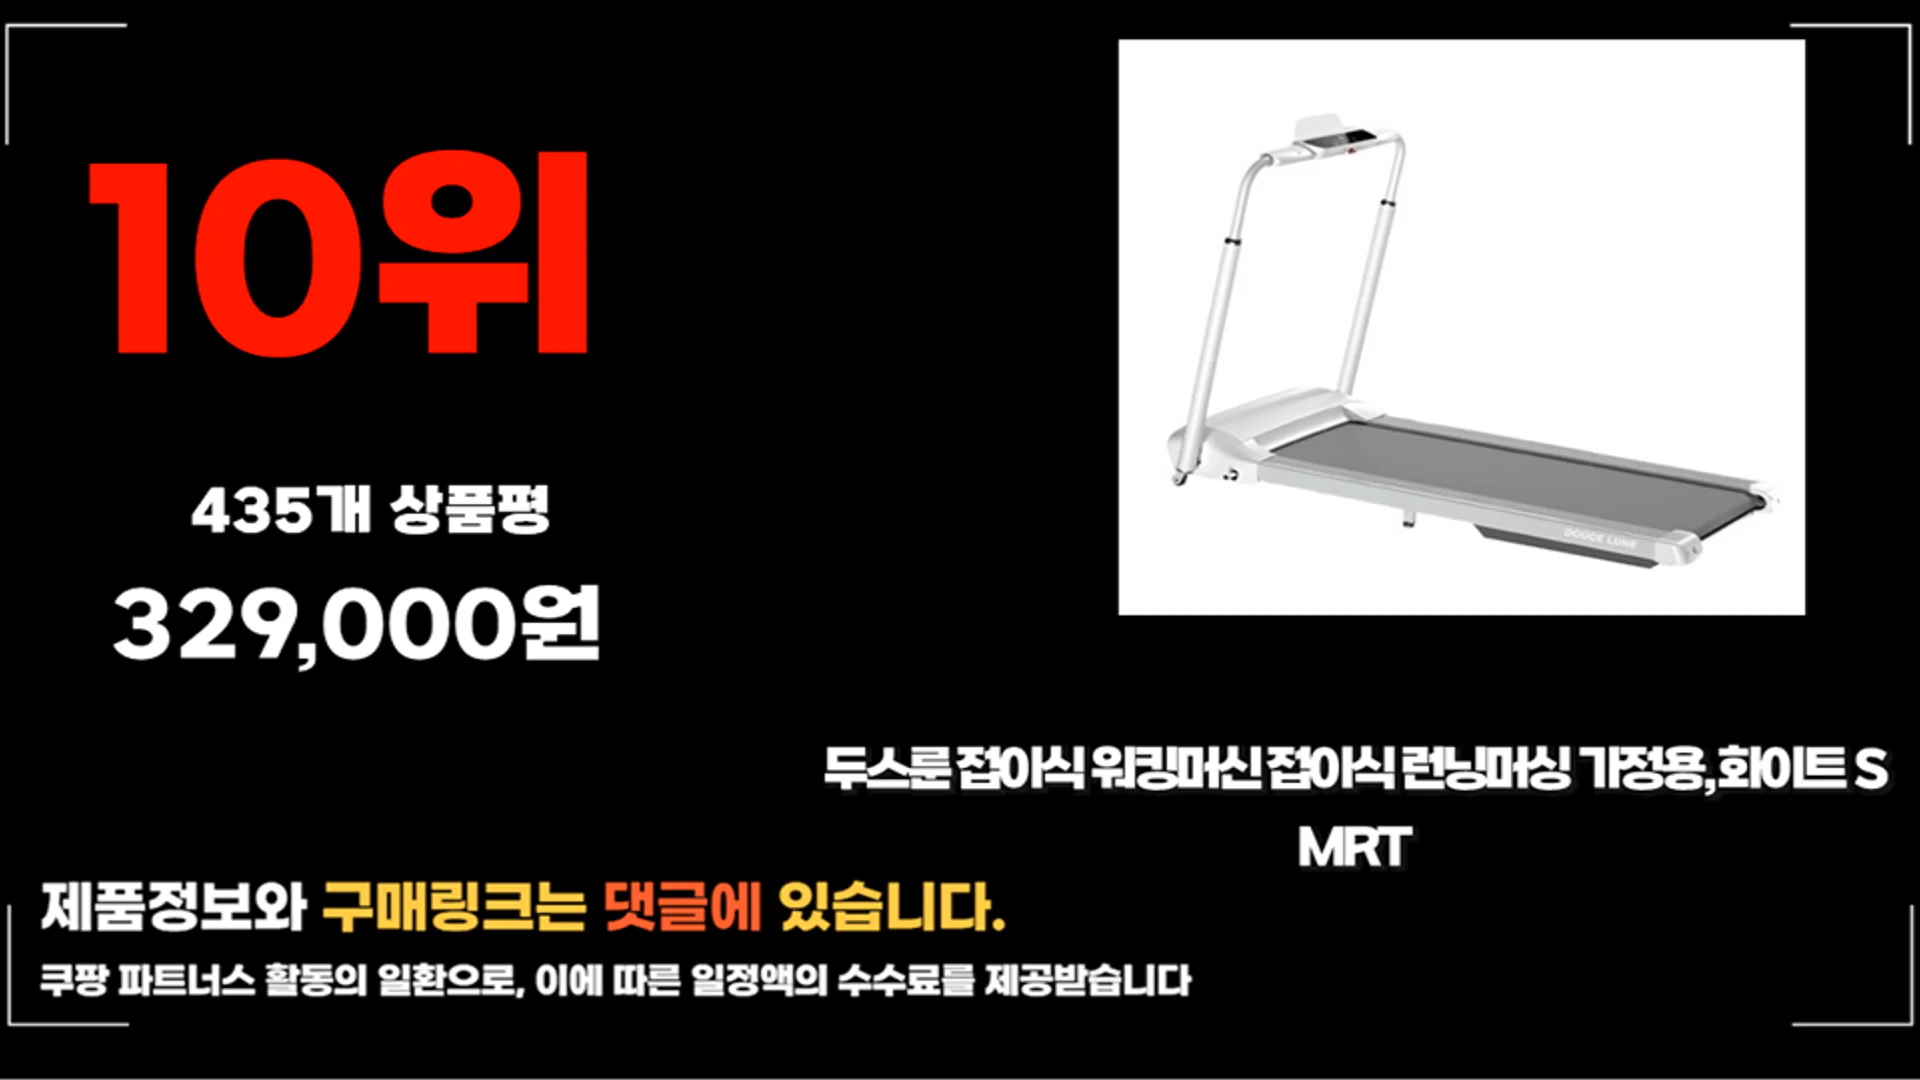 10위
435개 상품평
329,000원
DOUCE LUNE
두스룬 접이식 워킹머신 접이식 런닝머싱 가정용, 화이트 S
MRT
제품정보와 구매링크는 댓글에 있습니다.
쿠팡 파트너스 활동의 일환으로, 이에 따른 일정액의 수수료를 제공받습니다